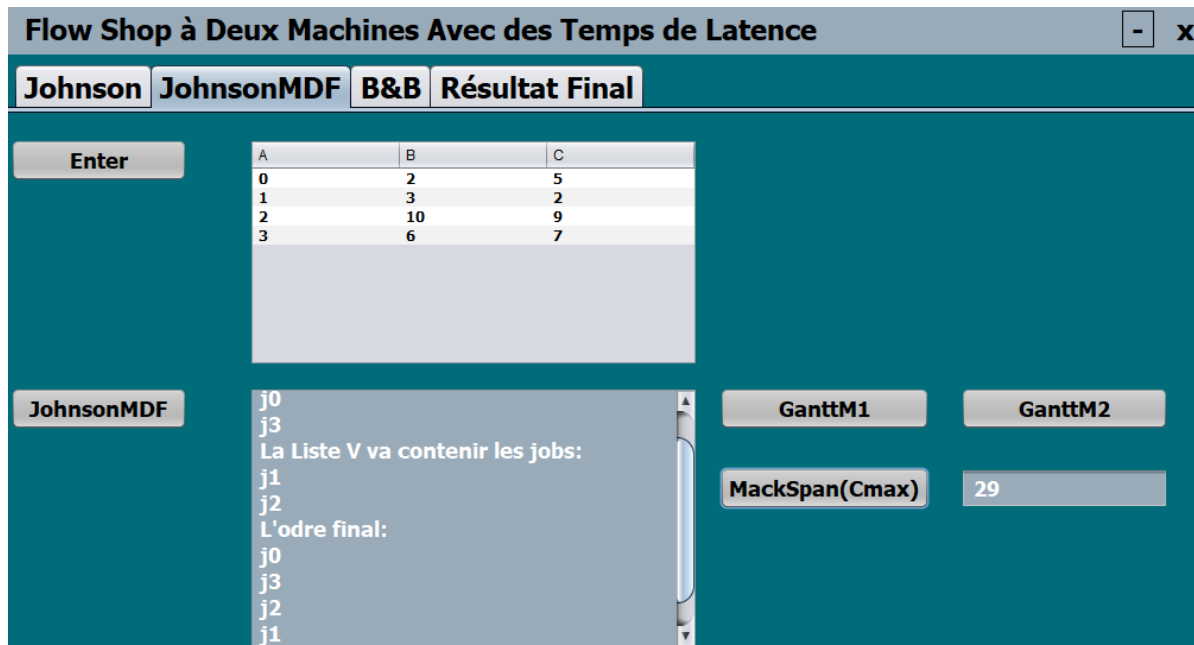 Flow Shop à Deux Machines Avec des Temps de Latence - x
Johnson JohnsonMDF B&B Résultat Final
Enter
A B C
0 2 5
1 3 2
2 10 9
3 6 7
JohnsonMDF
j0
j3
La Liste V va contenir les jobs:
j1
j2
L'odre final:
j0
j3
j2
j1
GanttM1 GanttM2
MackSpan(Cmax) 29